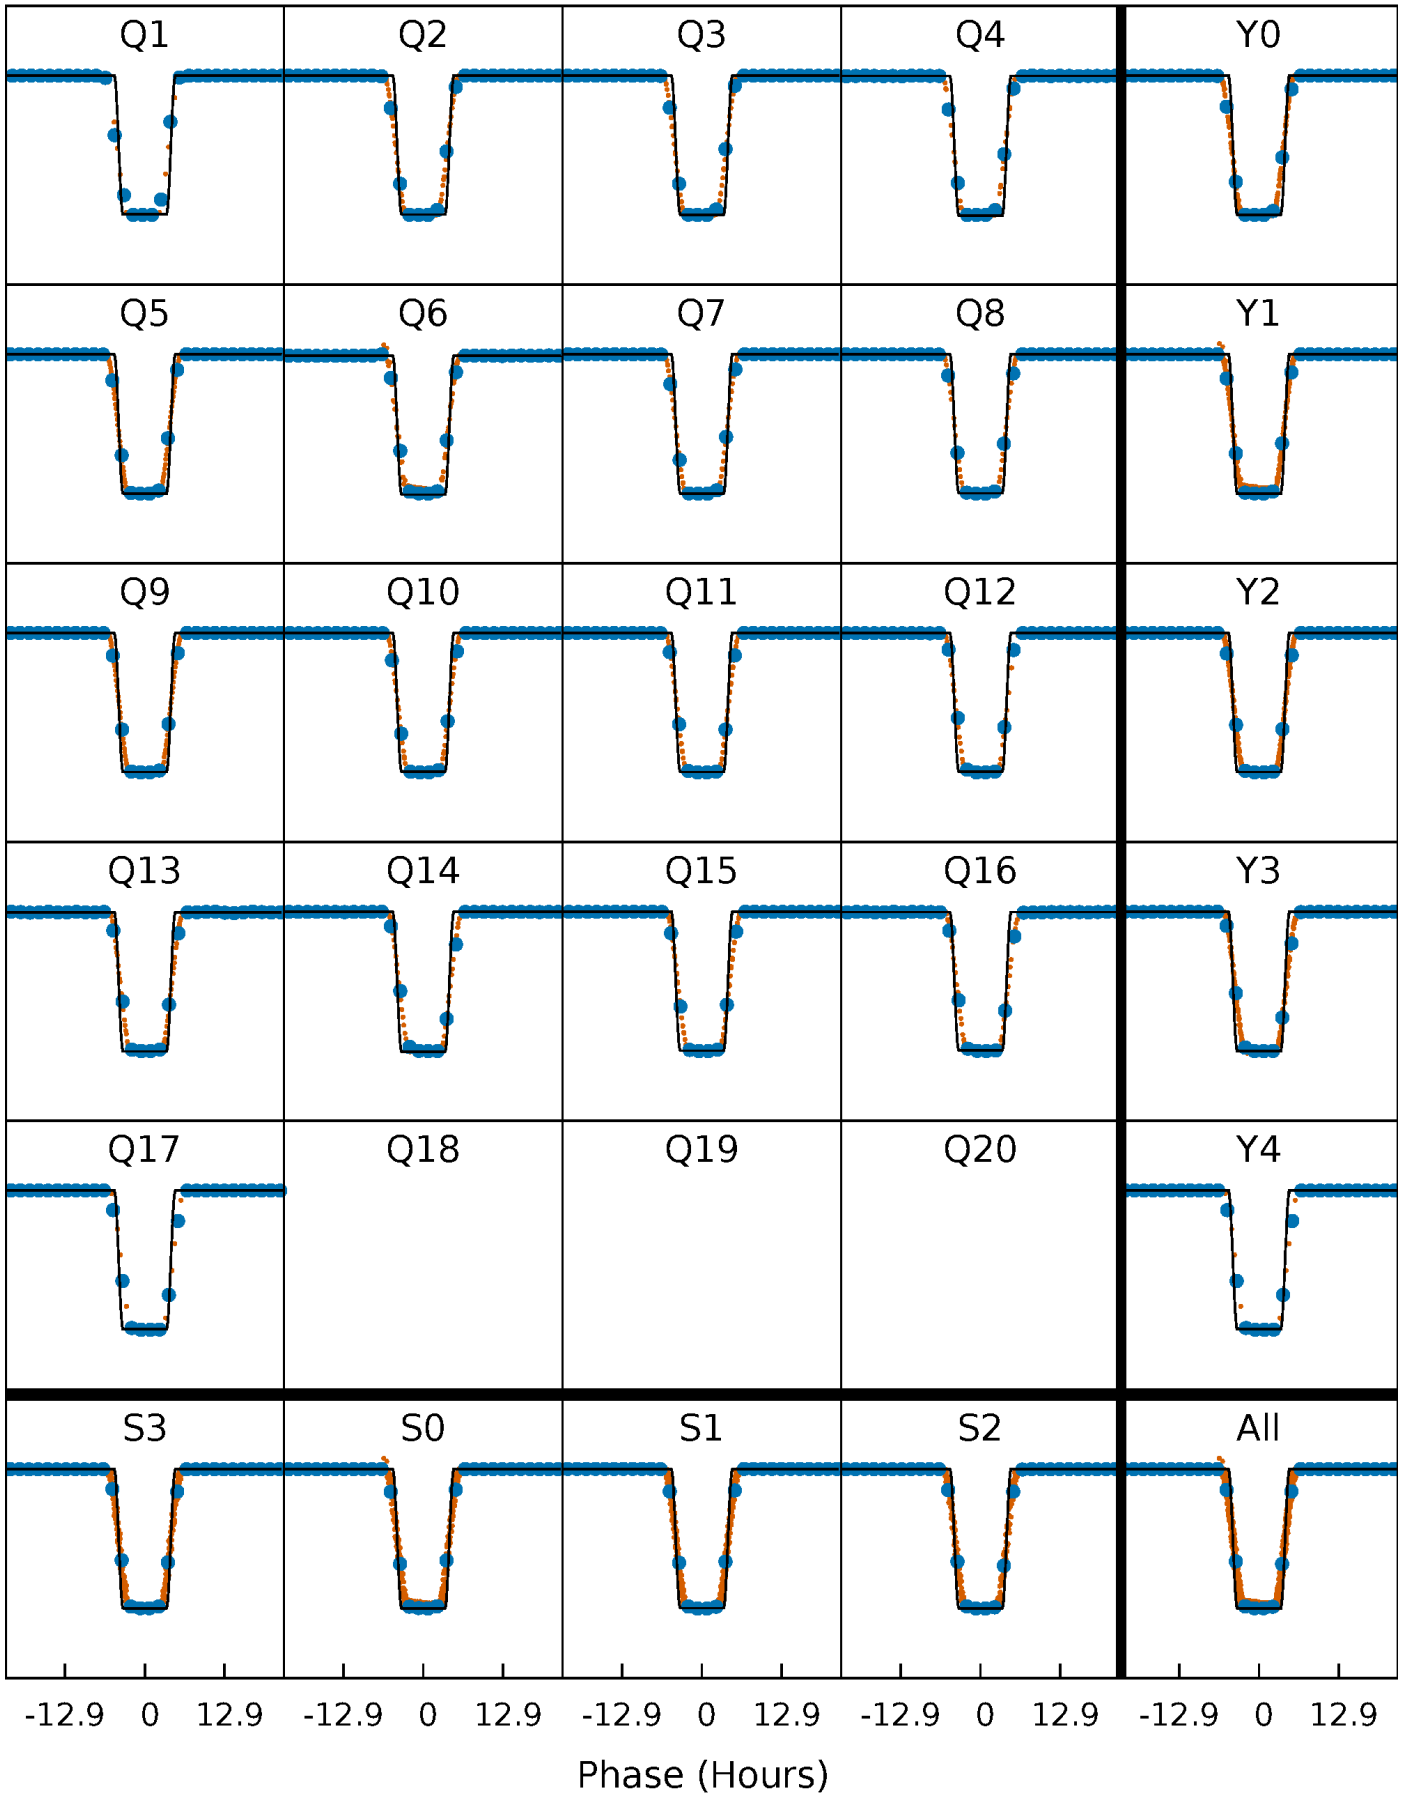 Q1 Q2 Q3 Q4 Y0
Q5 Q6 Q7 Q8 Y1
Q9 Q10 Q11 Q12 Y2
Q13 Q14 Q15 Q16 Y3
Q17 Q18 Q19 Q20 Y4
S3 S0 S1 S2 All
-12.9 0 12.9 -12.9 0 12.9 -12.9 0 12.9 -12.9 0 12.9 -12.9 0 12.9
Phase (Hours)